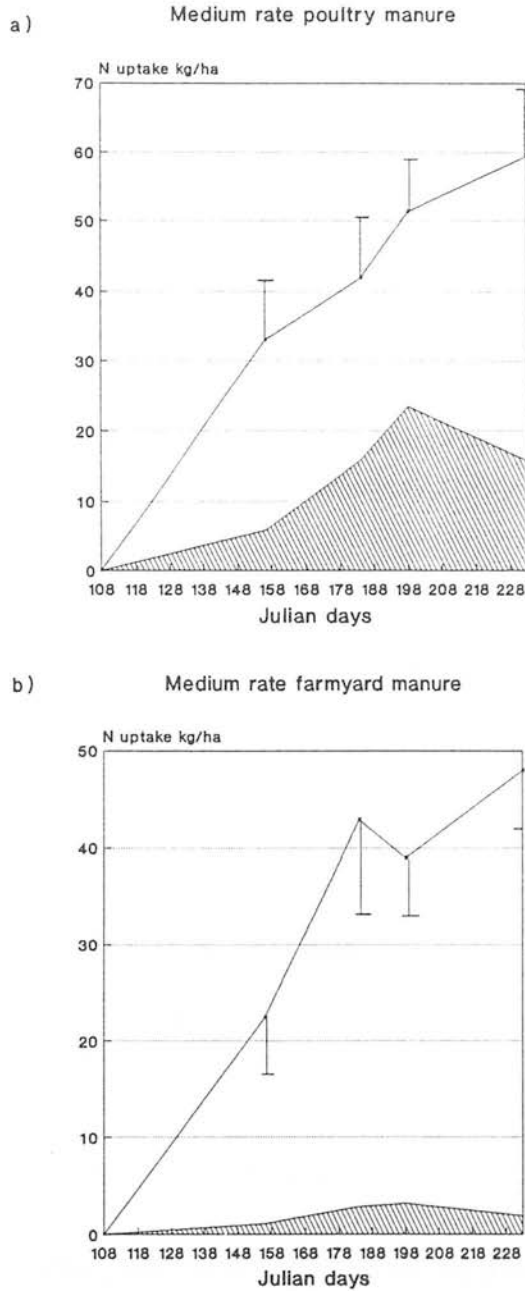 a) Medium rate poultry manure
N uptake kg/ha
70
60
50
40
30
20
10
0
108 118 128 138 148 158 168 178 188 198 208 218 228
Julian days
b) Medium rate farmyard manure
N uptake kg/ha
50
40
30
20
10
0
108 118 128 138 148 158 168 178 188 198 208 218 228
Julian days